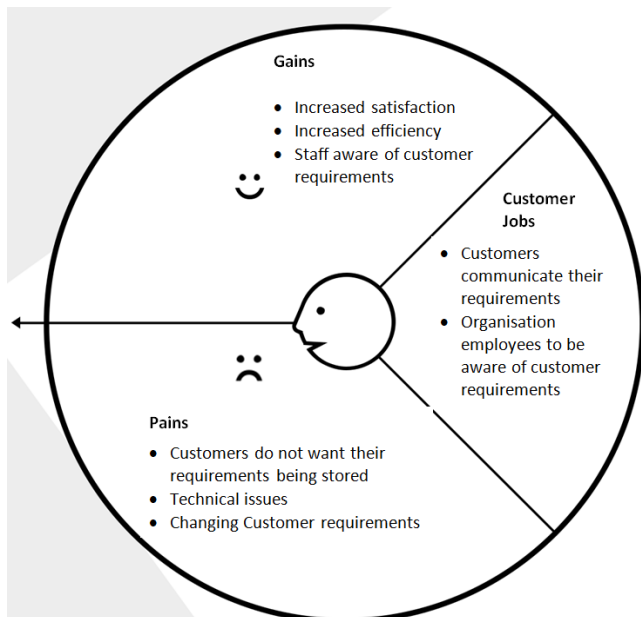 Gains
• Increased satisfaction
• Increased efficiency
• Staff aware of customer
requirements
Customer
Jobs
• Customers
communicate their
requirements
• Organisation
employees to be
aware of customer
requirements
Pains
• Customers do not want their
requirements being stored
• Technical issues
• Changing Customer requirements